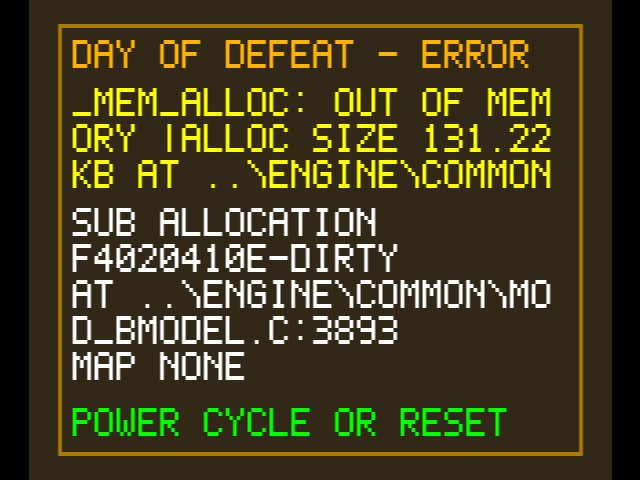 DAY OF DEFEAT - ERROR
_MEM_ALLOC: OUT OF MEM
ORY |ALLOC SIZE 131.22
KB AT ..\ENGINE\COMMON
SUB ALLOCATION
F4020410E-DIRTY
AT ..\ENGINE\COMMON\MO
D_BMODEL.C:3893
MAP NONE
POWER CYCLE OR RESET